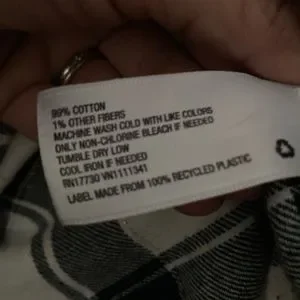 99% COTTON
1% OTHER FIBERS
MACHINE WASH COLD WITH LIKE COLORS
ONLY NON-CHLORINE BLEACH IF NEEDED
TUMBLE DRY LOW
COOL IRON IF NEEDED
RN17730 VN1111341
LABEL MADE FROM 100% RECYCLED PLASTIC